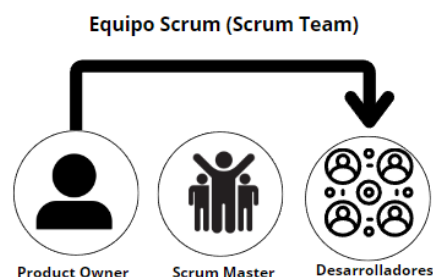 Equipo Scrum (Scrum Team)
Product Owner
Scrum Master
Desarrolladores